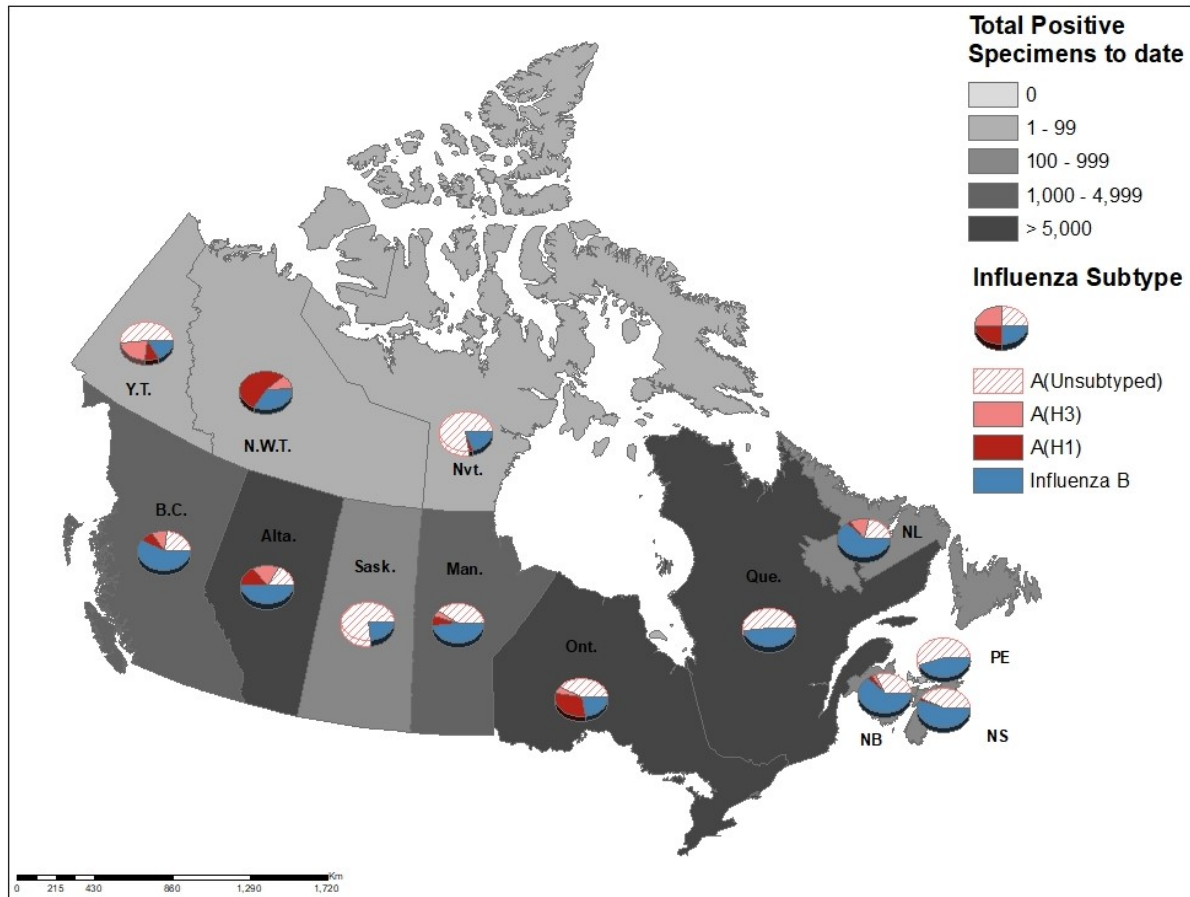 Total Positive
Specimens to date
0
1 - 99
100 - 999
1,000 - 4,999
> 5,000
Influenza Subtype
A(Unsubtyped)
A(H3)
A(H1)
Influenza B
Y.T.
N.W.T.
Nvt.
B.C.
Alta.
Sask.
Man.
Ont.
Que.
NL
PE
NB
NS
Km
0 215 430 860 1,290 1,720